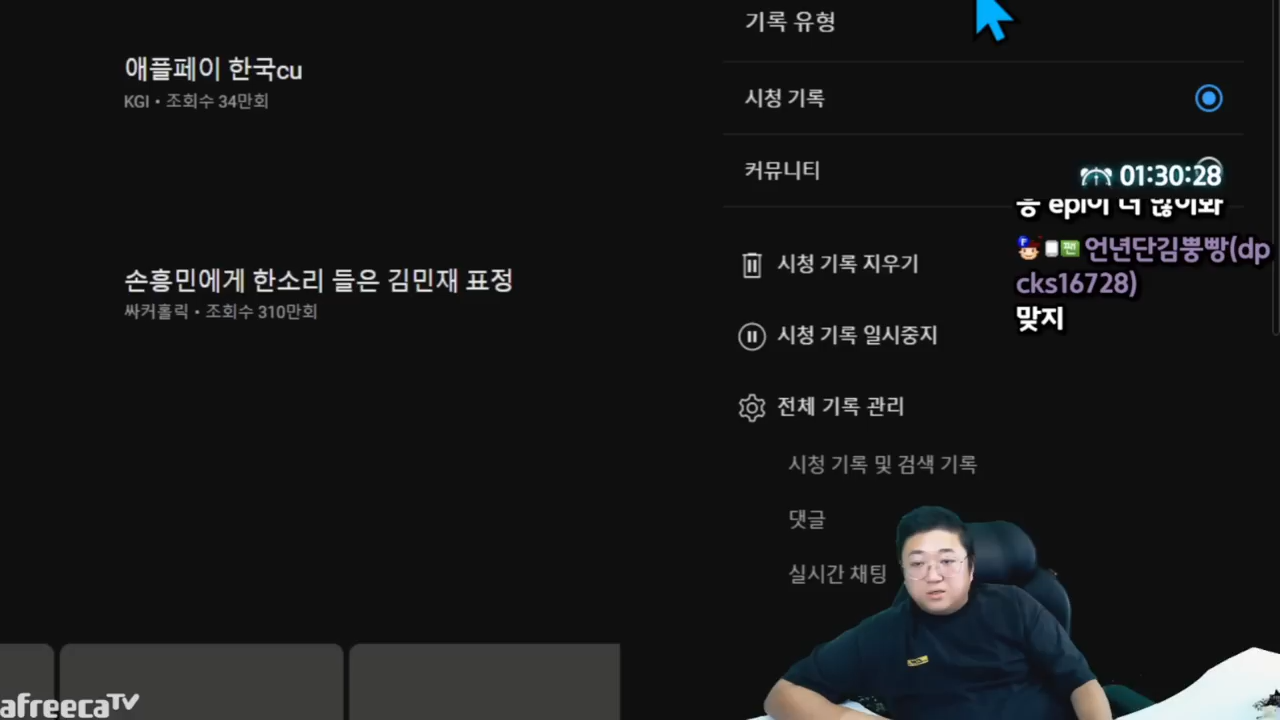 기록 유형
애플페이 한국cu
KGI • 조회수 34만회
시청 기록
커뮤니티
01:30:28
언년단김뿡빵(dp
cks16728)
맞지
시청 기록 지우기
손흥민에게 한소리 들은 김민재 표정
싸커홀릭 • 조회수 310만회
시청 기록 일시중지
전체 기록 관리
시청 기록 및 검색 기록
댓글
실시간 채팅
afreecaTV